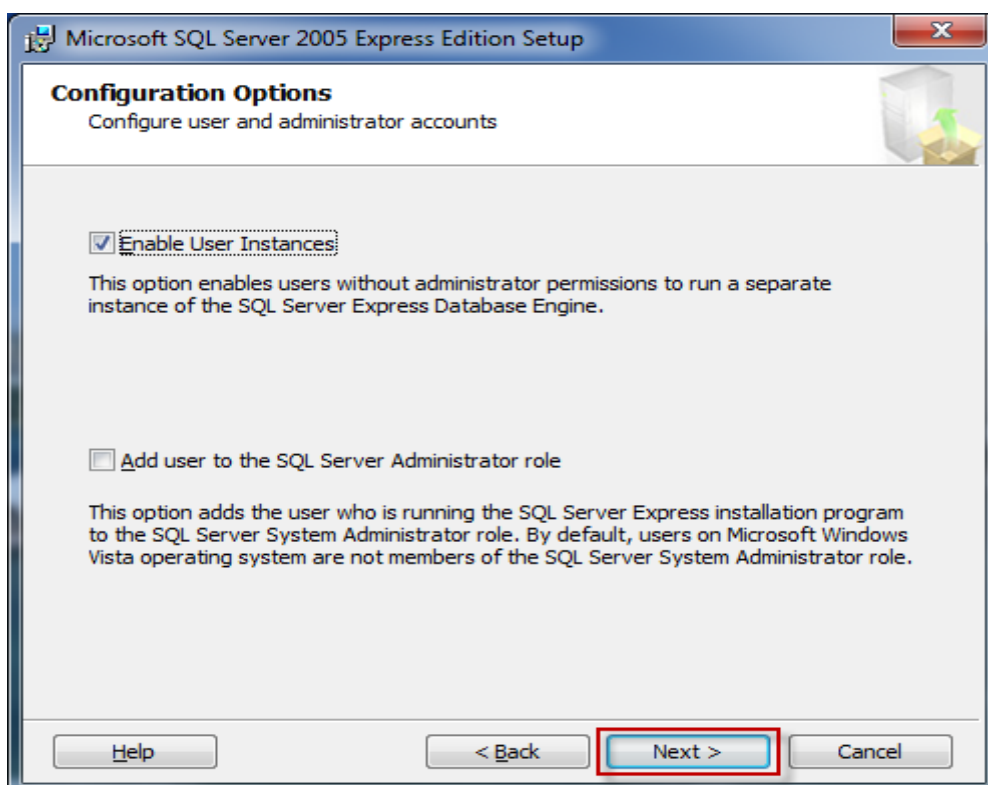 Microsoft SQL Server 2005 Express Edition Setup
Configuration Options
Configure user and administrator accounts
Enable User Instances
This option enables users without administrator permissions to run a separate
instance of the SQL Server Express Database Engine.
Add user to the SQL Server Administrator role
This option adds the user who is running the SQL Server Express installation program
to the SQL Server System Administrator role. By default, users on Microsoft Windows
Vista operating system are not members of the SQL Server System Administrator role.
Help
< Back
Next >
Cancel